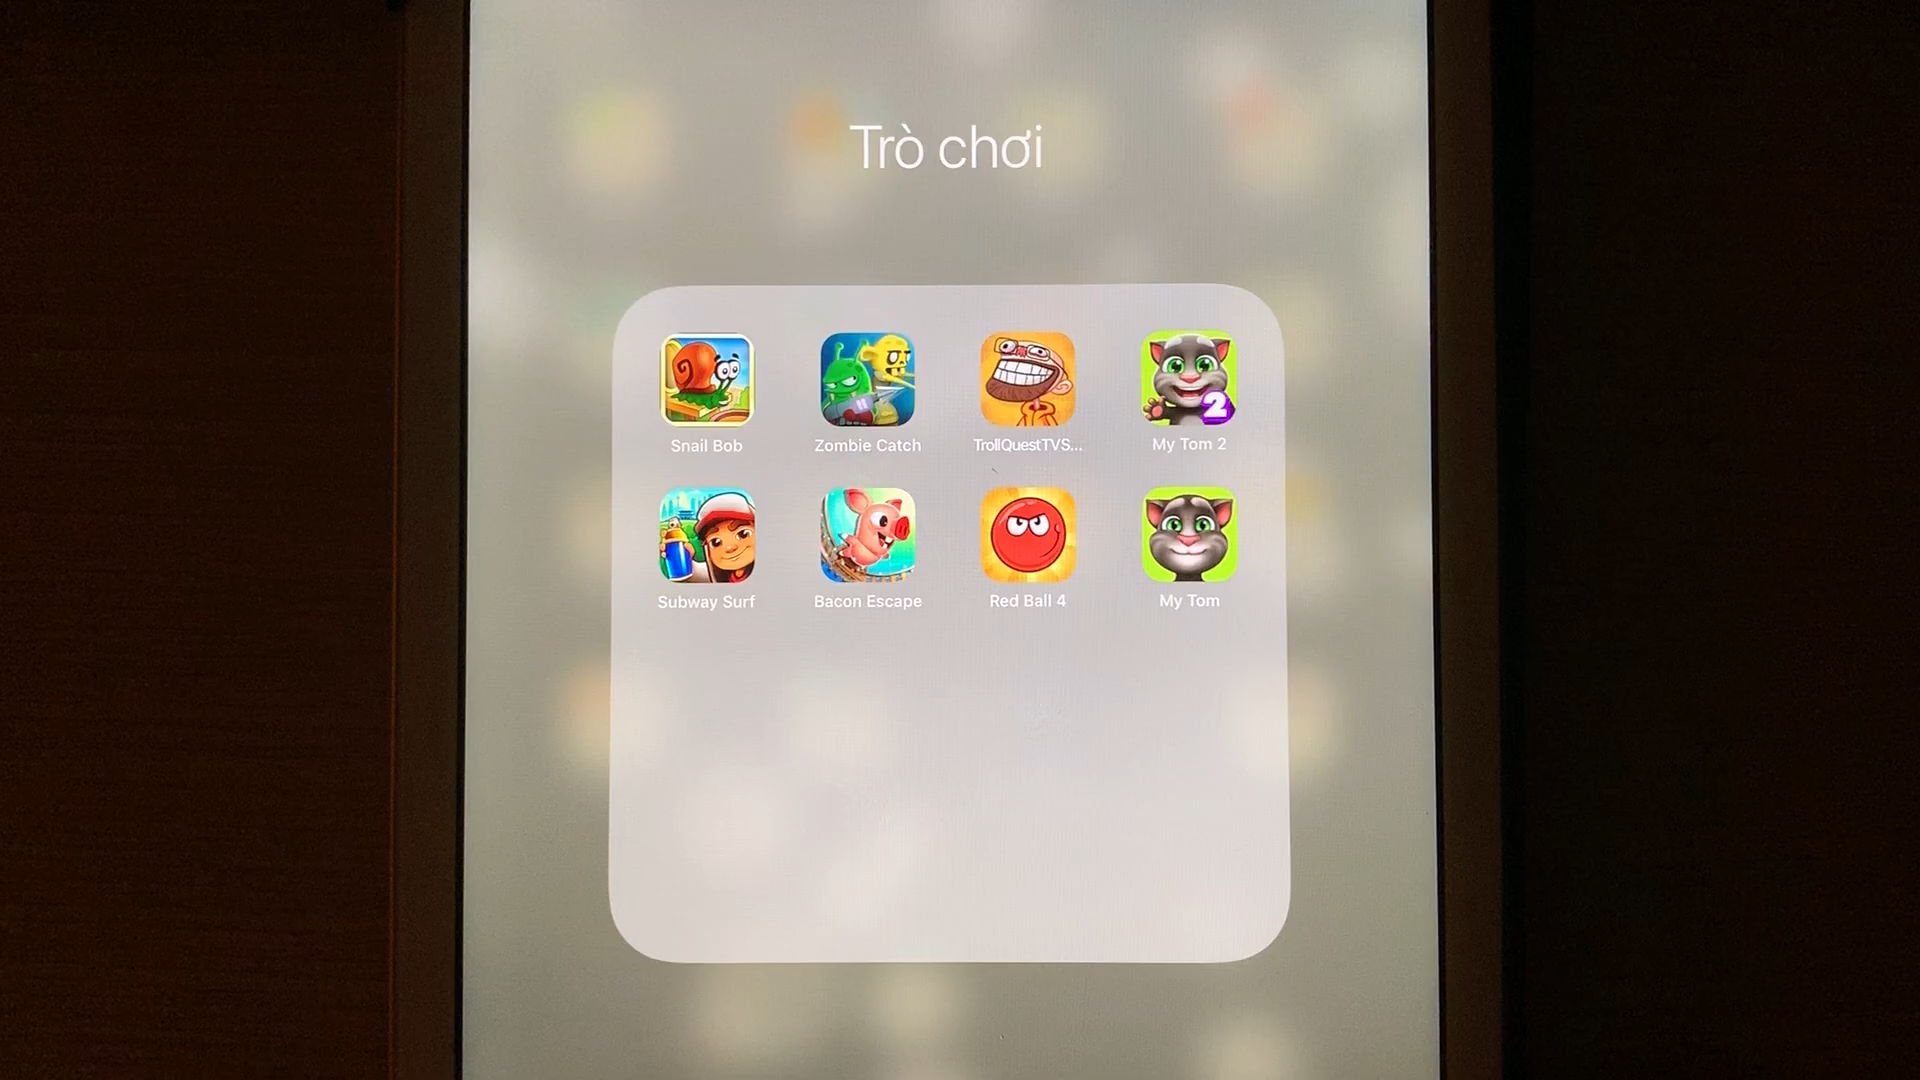 Trò chơi
Snail Bob
Zombie Catch
TrollQuestTVS...
My Tom 2
2
Subway Surf
Bacon Escape
Red Ball 4
My Tom